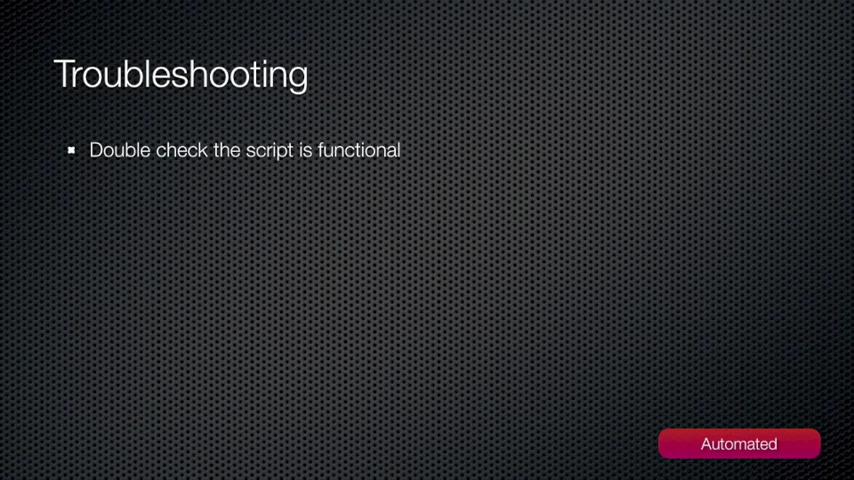 Troubleshooting
Double check the script is functional
Automated